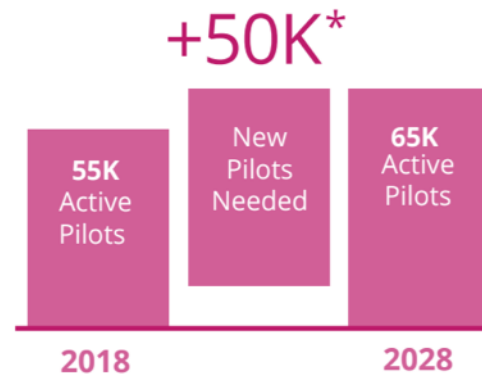 +50K*
55K
Active
Pilots
New
Pilots
Needed
65K
Active
Pilots
2018
2028